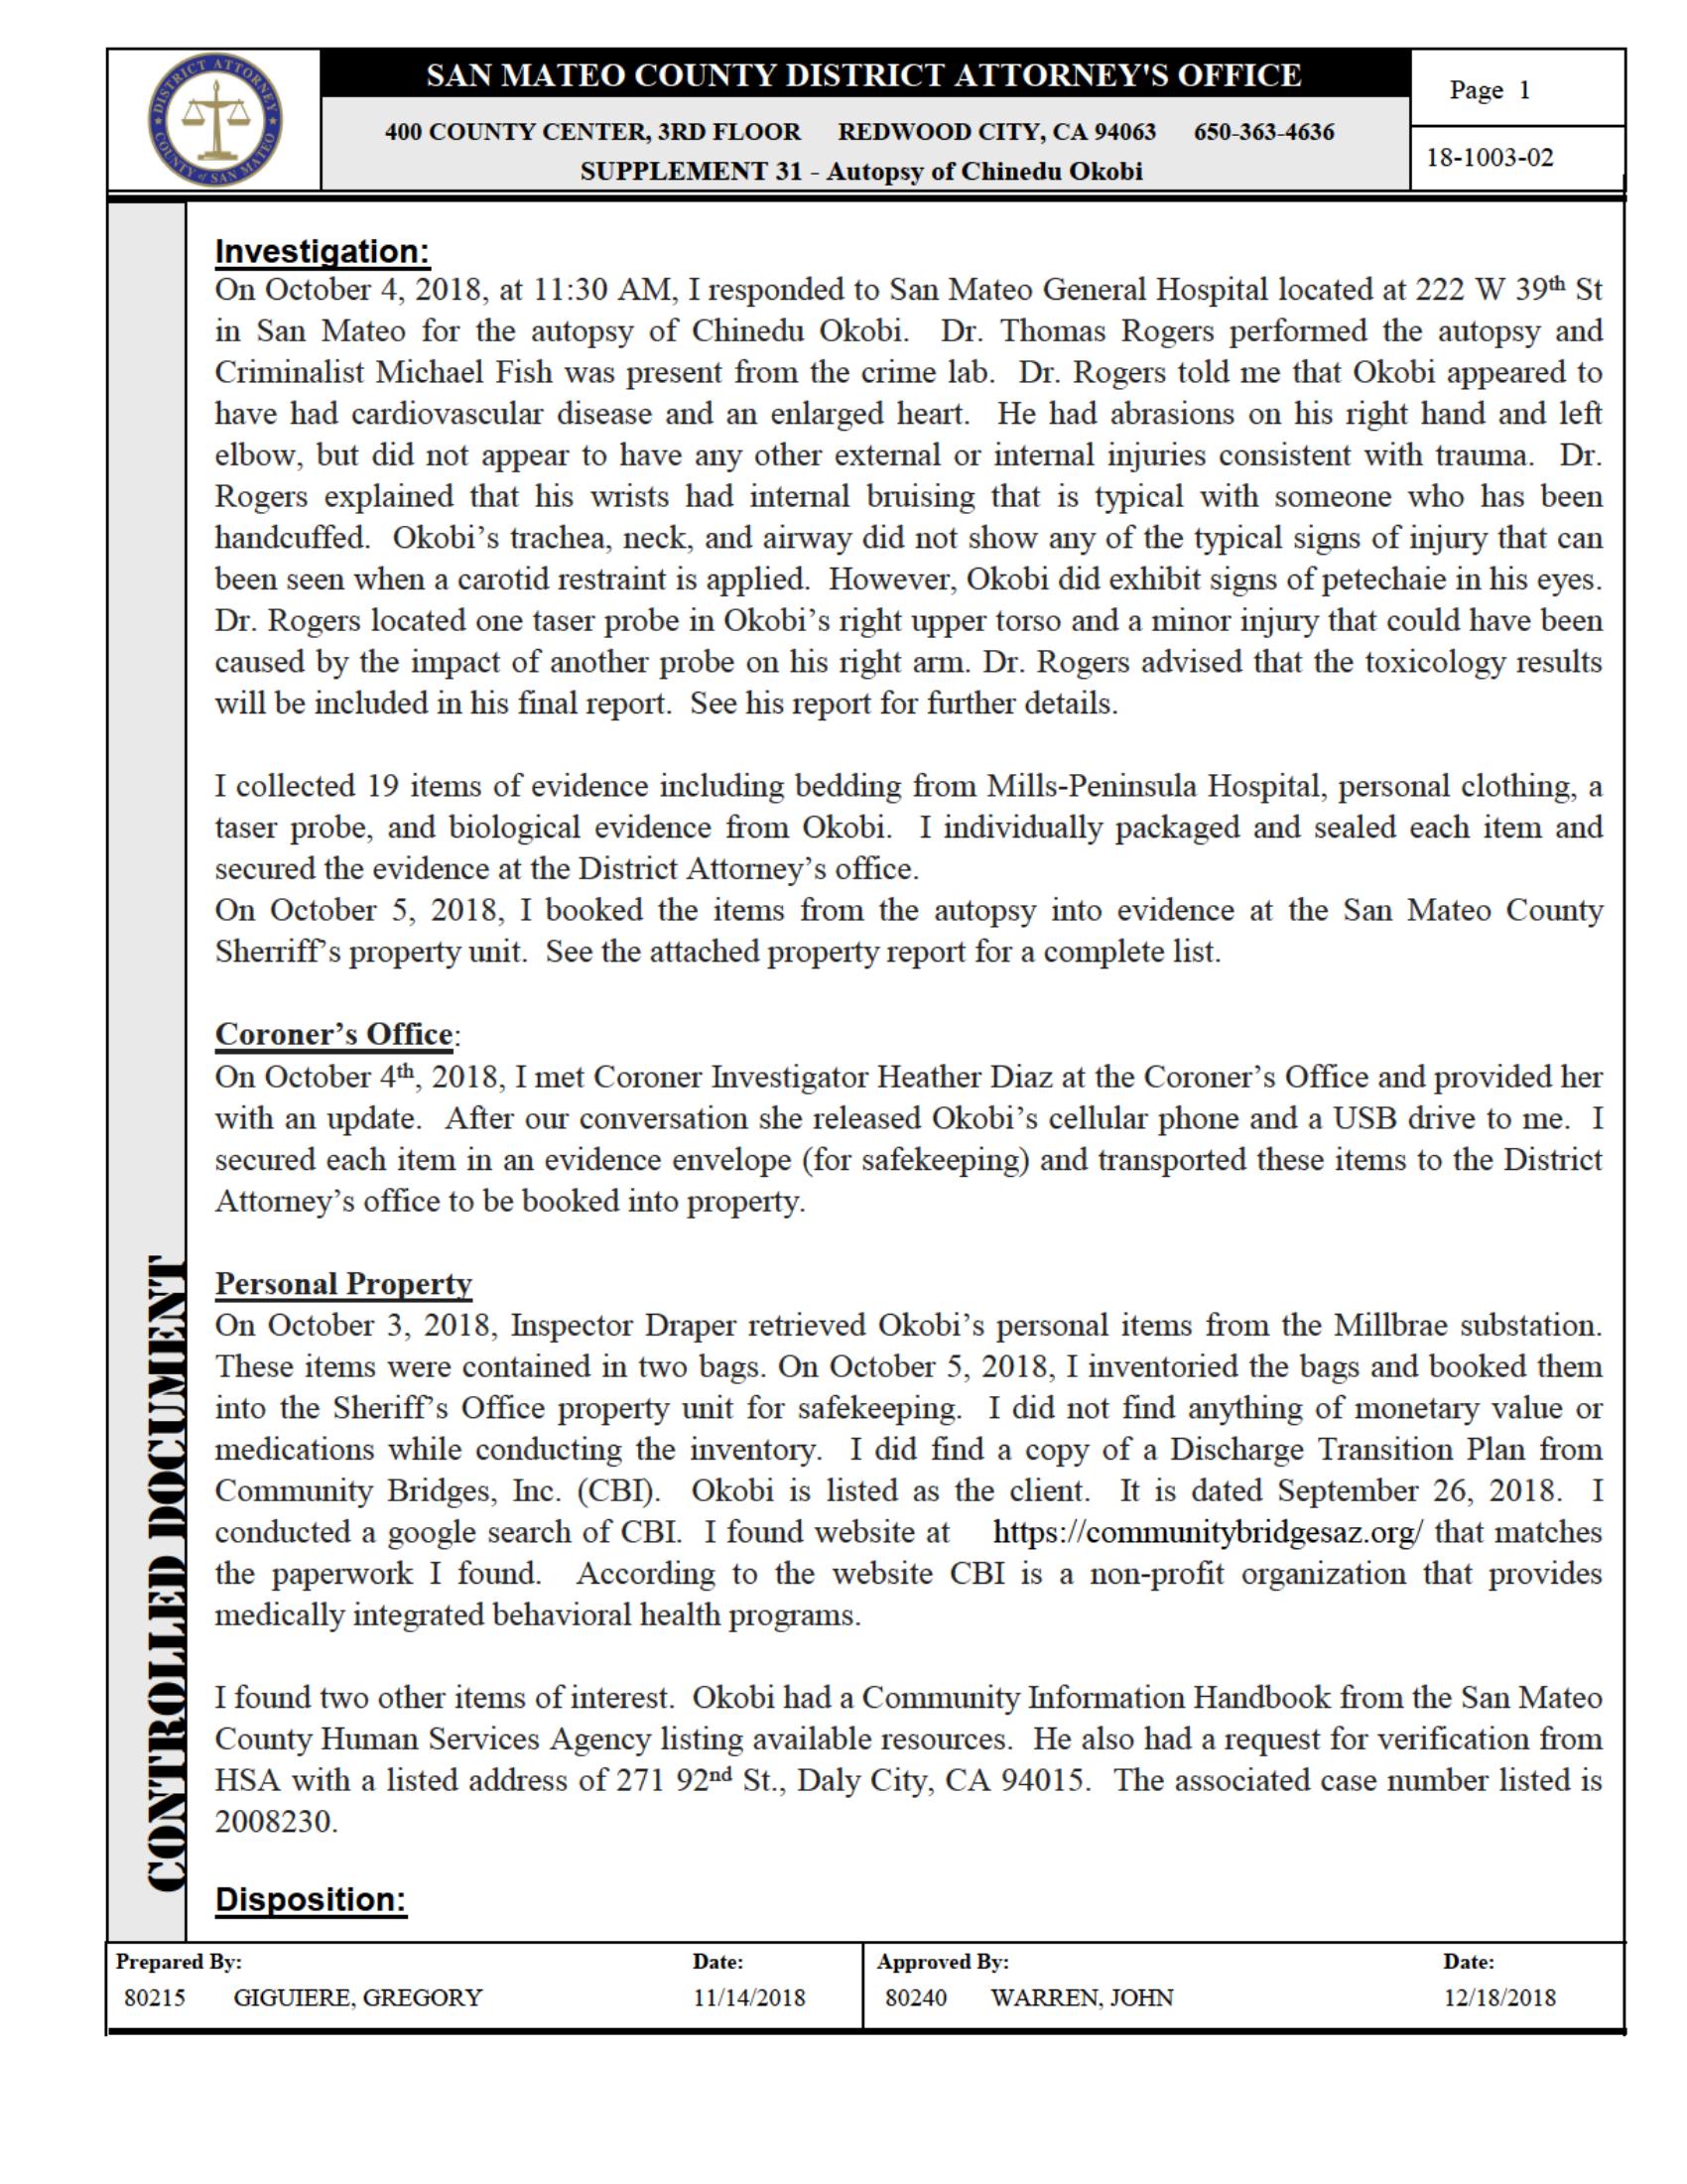 DISTRICT ATTORNEY
COUNTY of SAN MATEO
SAN MATEO COUNTY DISTRICT ATTORNEY'S OFFICE
400 COUNTY CENTER, 3RD FLOOR REDWOOD CITY, CA 94063 650-363-4636
SUPPLEMENT 31 - Autopsy of Chinedu Okobi
Page 1
18-1003-02
Investigation:
On October 4, 2018, at 11:30 AM, I responded to San Mateo General Hospital located at 222 W 39th St
in San Mateo for the autopsy of Chinedu Okobi. Dr. Thomas Rogers performed the autopsy and
Criminalist Michael Fish was present from the crime lab. Dr. Rogers told me that Okobi appeared to
have had cardiovascular disease and an enlarged heart. He had abrasions on his right hand and left
elbow, but did not appear to have any other external or internal injuries consistent with trauma. Dr.
Rogers explained that his wrists had internal bruising that is typical with someone who has been
handcuffed. Okobi’s trachea, neck, and airway did not show any of the typical signs of injury that can
been seen when a carotid restraint is applied. However, Okobi did exhibit signs of petechaie in his eyes.
Dr. Rogers located one taser probe in Okobi’s right upper torso and a minor injury that could have been
caused by the impact of another probe on his right arm. Dr. Rogers advised that the toxicology results
will be included in his final report. See his report for further details.
I collected 19 items of evidence including bedding from Mills-Peninsula Hospital, personal clothing, a
taser probe, and biological evidence from Okobi. I individually packaged and sealed each item and
secured the evidence at the District Attorney’s office.
On October 5, 2018, I booked the items from the autopsy into evidence at the San Mateo County
Sherriff’s property unit. See the attached property report for a complete list.
Coroner’s Office:
On October 4th, 2018, I met Coroner Investigator Heather Diaz at the Coroner’s Office and provided her
with an update. After our conversation she released Okobi’s cellular phone and a USB drive to me. I
secured each item in an evidence envelope (for safekeeping) and transported these items to the District
Attorney’s office to be booked into property.
Personal Property
On October 3, 2018, Inspector Draper retrieved Okobi’s personal items from the Millbrae substation.
These items were contained in two bags. On October 5, 2018, I inventoried the bags and booked them
into the Sheriff’s Office property unit for safekeeping. I did not find anything of monetary value or
medications while conducting the inventory. I did find a copy of a Discharge Transition Plan from
Community Bridges, Inc. (CBI). Okobi is listed as the client. It is dated September 26, 2018. I
conducted a google search of CBI. I found website at https://communitybridgesaz.org/ that matches
the paperwork I found. According to the website CBI is a non-profit organization that provides
medically integrated behavioral health programs.
I found two other items of interest. Okobi had a Community Information Handbook from the San Mateo
County Human Services Agency listing available resources. He also had a request for verification from
HSA with a listed address of 271 92nd St., Daly City, CA 94015. The associated case number listed is
2008230.
Disposition:
CONTROLLED DOCUMENT
Prepared By: Date: Approved By: Date:
80215 GIGUIERE, GREGORY 11/14/2018 80240 WARREN, JOHN 12/18/2018